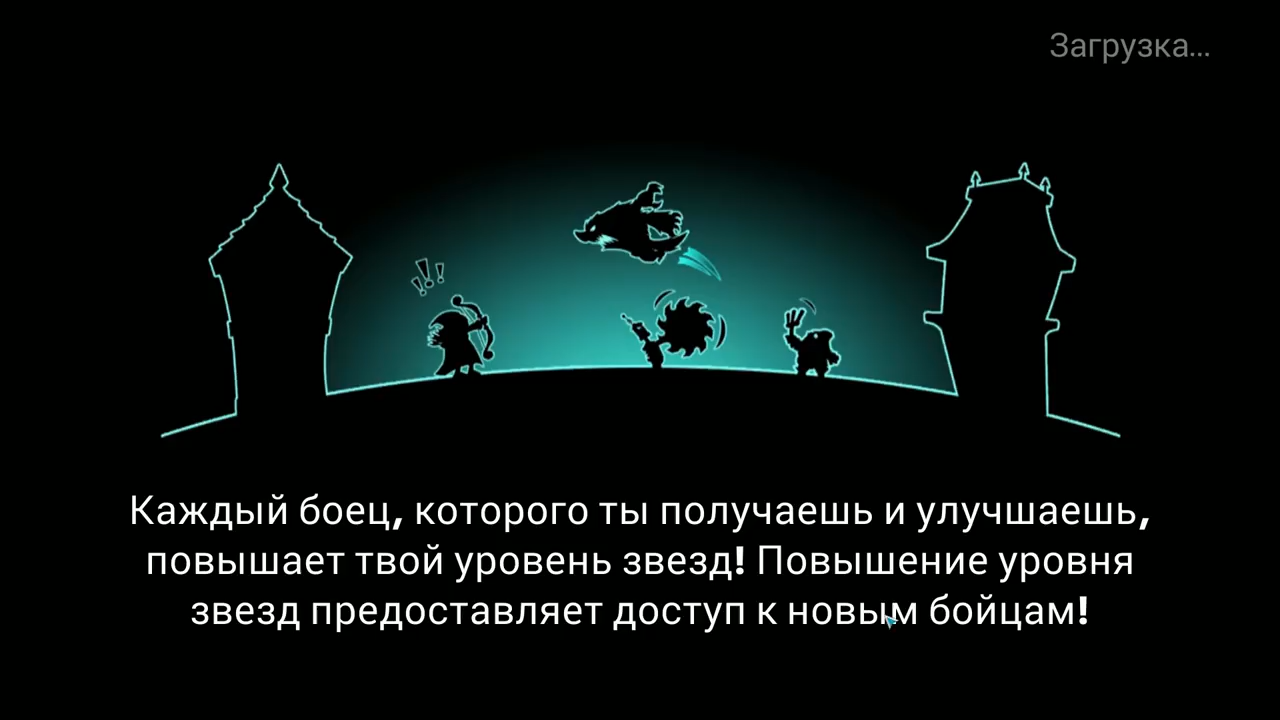 Загрузка...
!!!
Каждый боец, которого ты получаешь и улучшаешь,
повышает твой уровень звезд! Повышение уровня
звезд предоставляет доступ к новым бойцам!